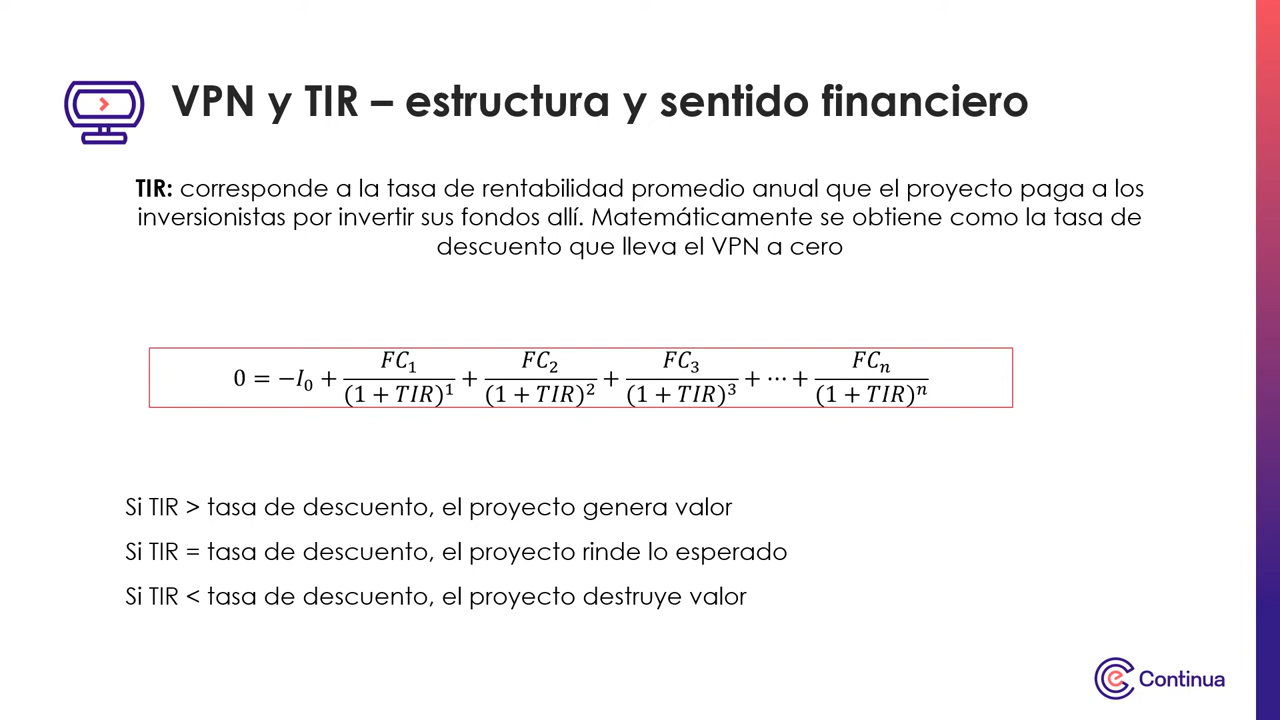 VPN y TIR – estructura y sentido financiero
TIR: corresponde a la tasa de rentabilidad promedio anual que el proyecto paga a los
inversionistas por invertir sus fondos allí. Matemáticamente se obtiene como la tasa de
descuento que lleva el VPN a cero
0 = −I₀ + FC₁/(1 + TIR)¹ + FC₂/(1 + TIR)² + FC₃/(1 + TIR)³ + ⋯ + FCₙ/(1 + TIR)ⁿ
Si TIR > tasa de descuento, el proyecto genera valor
Si TIR = tasa de descuento, el proyecto rinde lo esperado
Si TIR < tasa de descuento, el proyecto destruye valor
e Continua